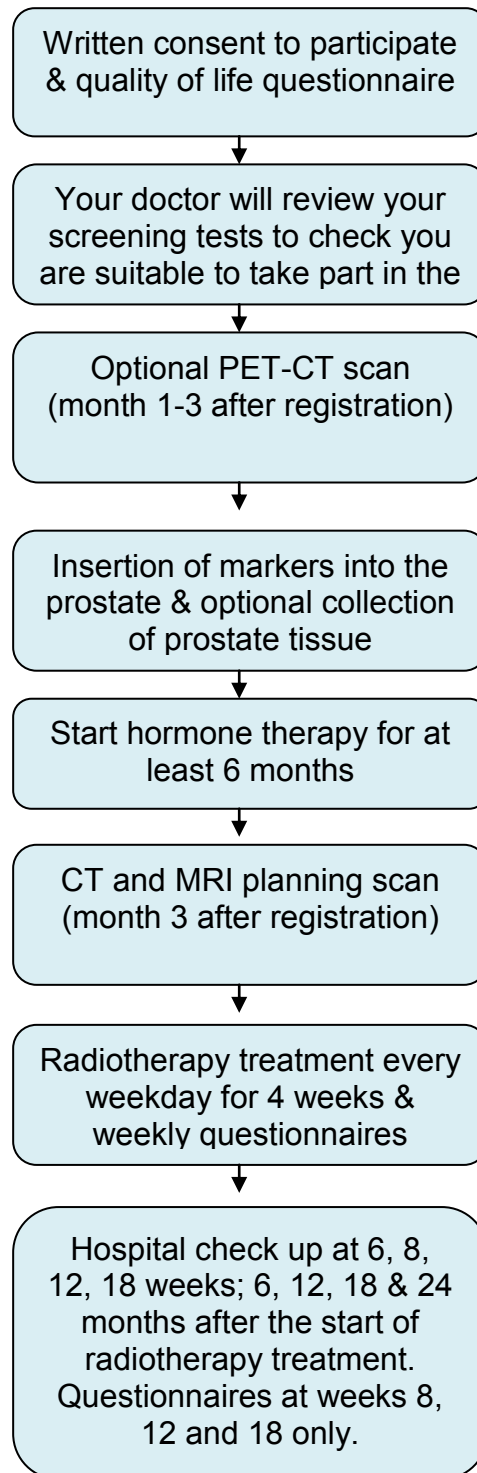 Written consent to participate
& quality of life questionnaire
Your doctor will review your
screening tests to check you
are suitable to take part in the
Optional PET-CT scan
(month 1-3 after registration)
Insertion of markers into the
prostate & optional collection
of prostate tissue
Start hormone therapy for at
least 6 months
CT and MRI planning scan
(month 3 after registration)
Radiotherapy treatment every
weekday for 4 weeks &
weekly questionnaires
Hospital check up at 6, 8,
12, 18 weeks; 6, 12, 18 & 24
months after the start of
radiotherapy treatment.
Questionnaires at weeks 8,
12 and 18 only.